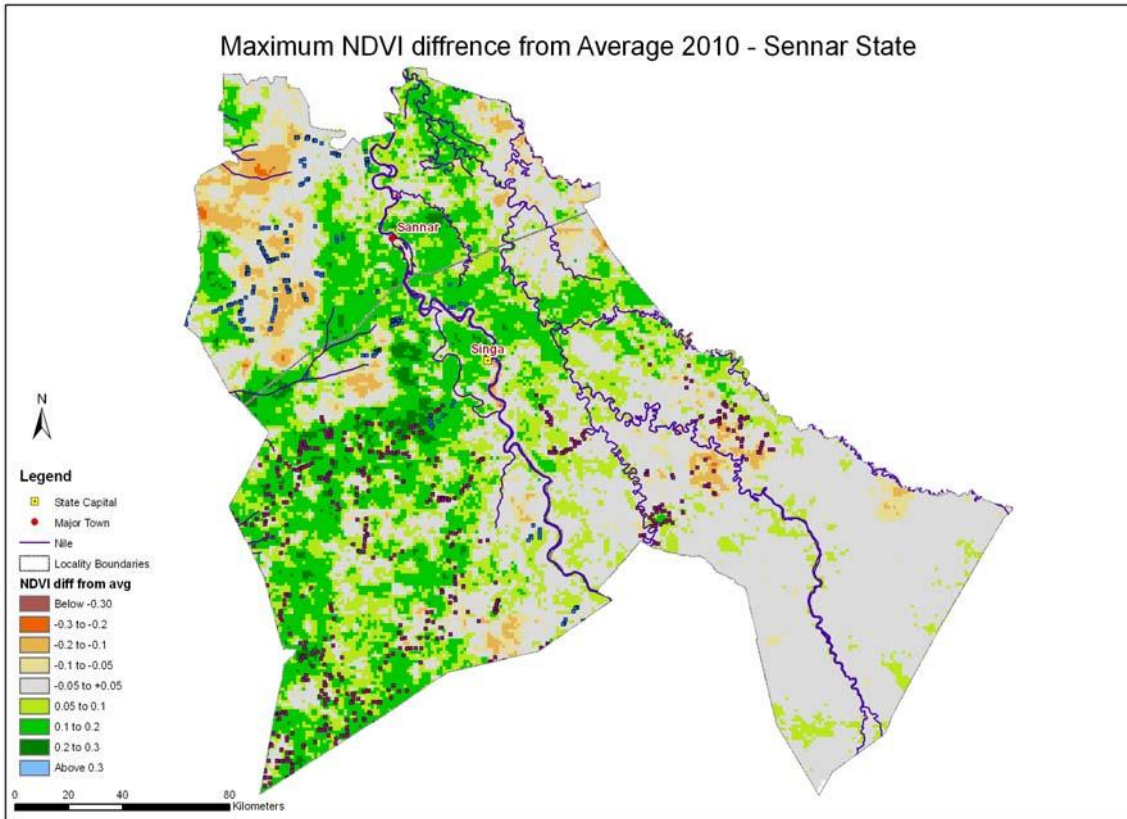 Maximum NDVI diffrence from Average 2010 - Sennar State
Sannar
Singa
N
Legend
State Capital
Major Town
Nile
Locality Boundaries
NDVI diff from avg
Below -0.30
-0.3 to -0.2
-0.2 to -0.1
-0.1 to -0.05
-0.05 to +0.05
0.05 to 0.1
0.1 to 0.2
0.2 to 0.3
Above 0.3
0 20 40 80
Kilometers